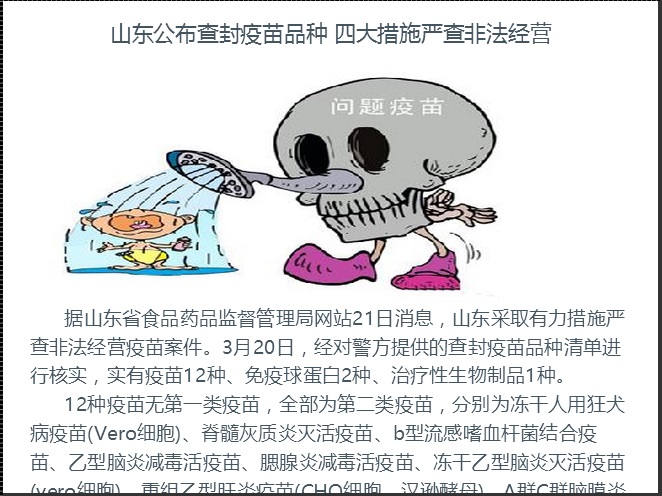 山东公布查封疫苗品种 四大措施严查非法经营
问题疫苗
据山东省食品药品监督管理局网站21日消息，山东采取有力措施严
查非法经营疫苗案件。3月20日，经对警方提供的查封疫苗品种清单进
行核实，实有疫苗12种、免疫球蛋白2种、治疗性生物制品1种。
12种疫苗无第一类疫苗，全部为第二类疫苗，分别为冻干人用狂犬
病疫苗(Vero细胞)、脊髓灰质炎灭活疫苗、b型流感嗜血杆菌结合疫
苗、乙型脑炎减毒活疫苗、腮腺炎减毒活疫苗、冻干乙型脑炎灭活疫苗
(vero细胞)、重组乙型肝炎疫苗(CHO细胞、汉逊酵母)、A群C群脑膜炎